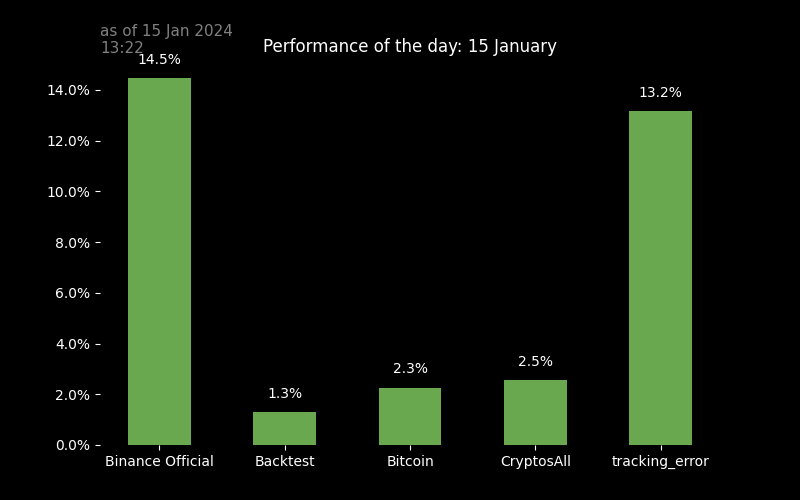 as of 15 Jan 2024
13:22
Performance of the day: 15 January
14.5%
1.3%
2.3%
2.5%
13.2%
14.0%
12.0%
10.0%
8.0%
6.0%
4.0%
2.0%
0.0%
Binance Official
Backtest
Bitcoin
CryptosAll
tracking_error